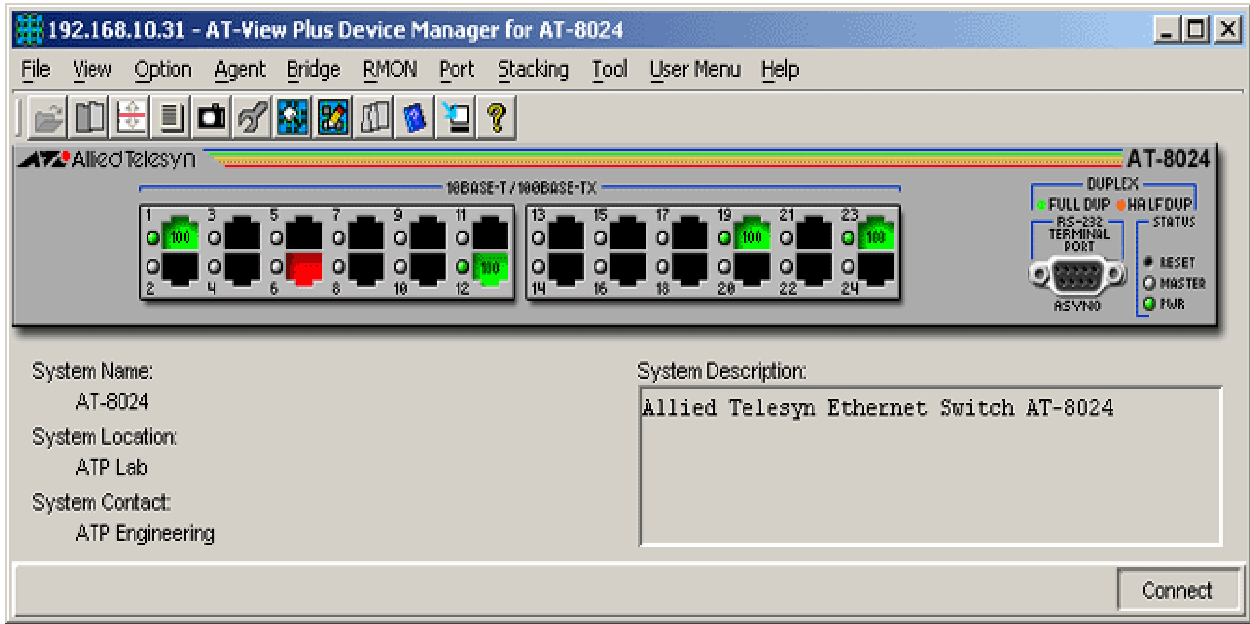 192.168.10.31 - AT-View Plus Device Manager for AT-8024
File View Option Agent Bridge RMON Port Stacking Tool User Menu Help
Allied Telesyn
AT-8024
10BASE-T / 100BASE-TX
DUPLEX
FULL DUP HALF DUP
1 3 5 7 9 11 13 15 17 19 21 23
100 100 100
100
2 4 6 8 10 12 14 16 18 20 22 24
RS-232
TERMINAL
PORT
ASYN0
STATUS
RESET
MASTER
PWR
System Name:
AT-8024
System Location:
ATP Lab
System Contact:
ATP Engineering
System Description:
Allied Telesyn Ethernet Switch AT-8024
Connect